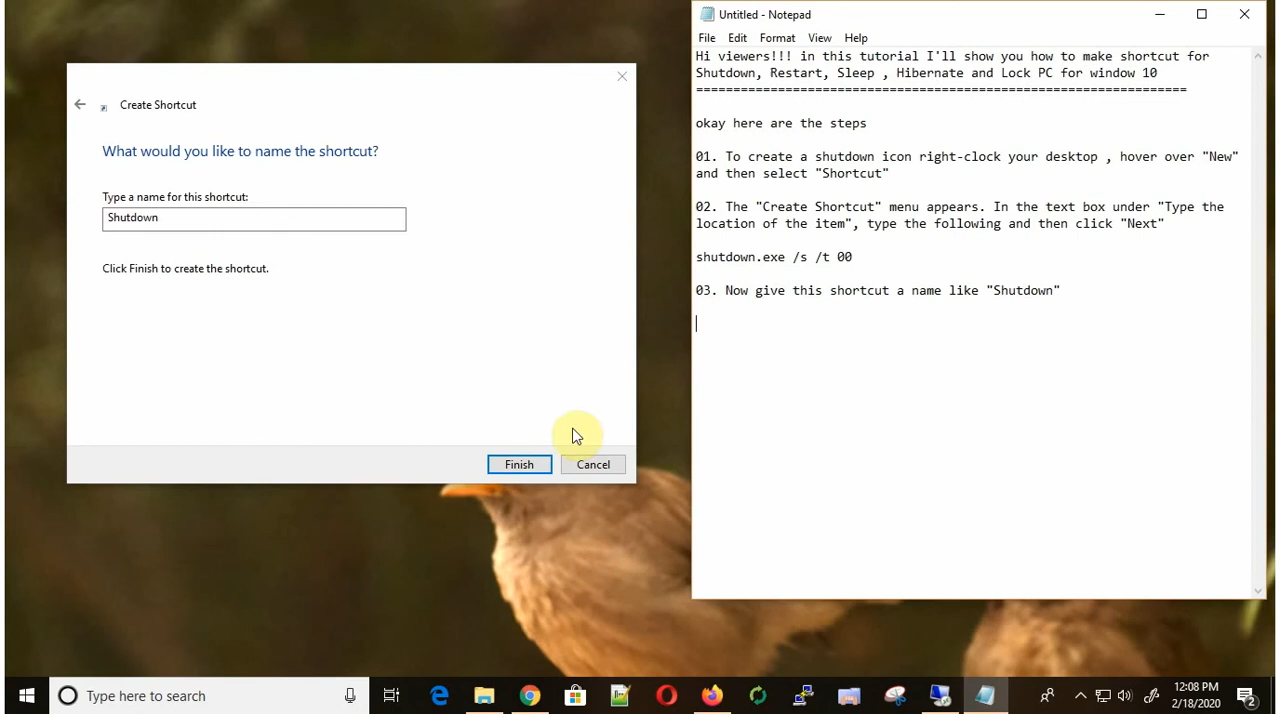 Create Shortcut
What would you like to name the shortcut?
Type a name for this shortcut:
Shutdown
Click Finish to create the shortcut.
Finish
Cancel
Untitled - Notepad
File Edit Format View Help
Hi viewers!!! in this tutorial I'll show you how to make shortcut for
Shutdown, Restart, Sleep , Hibernate and Lock PC for window 10
==================================================================
okay here are the steps
01. To create a shutdown icon right-clock your desktop , hover over "New"
and then select "Shortcut"
02. The "Create Shortcut" menu appears. In the text box under "Type the
location of the item", type the following and then click "Next"
shutdown.exe /s /t 00
03. Now give this shortcut a name like "Shutdown"
Type here to search
12:08 PM
2/18/2020
2